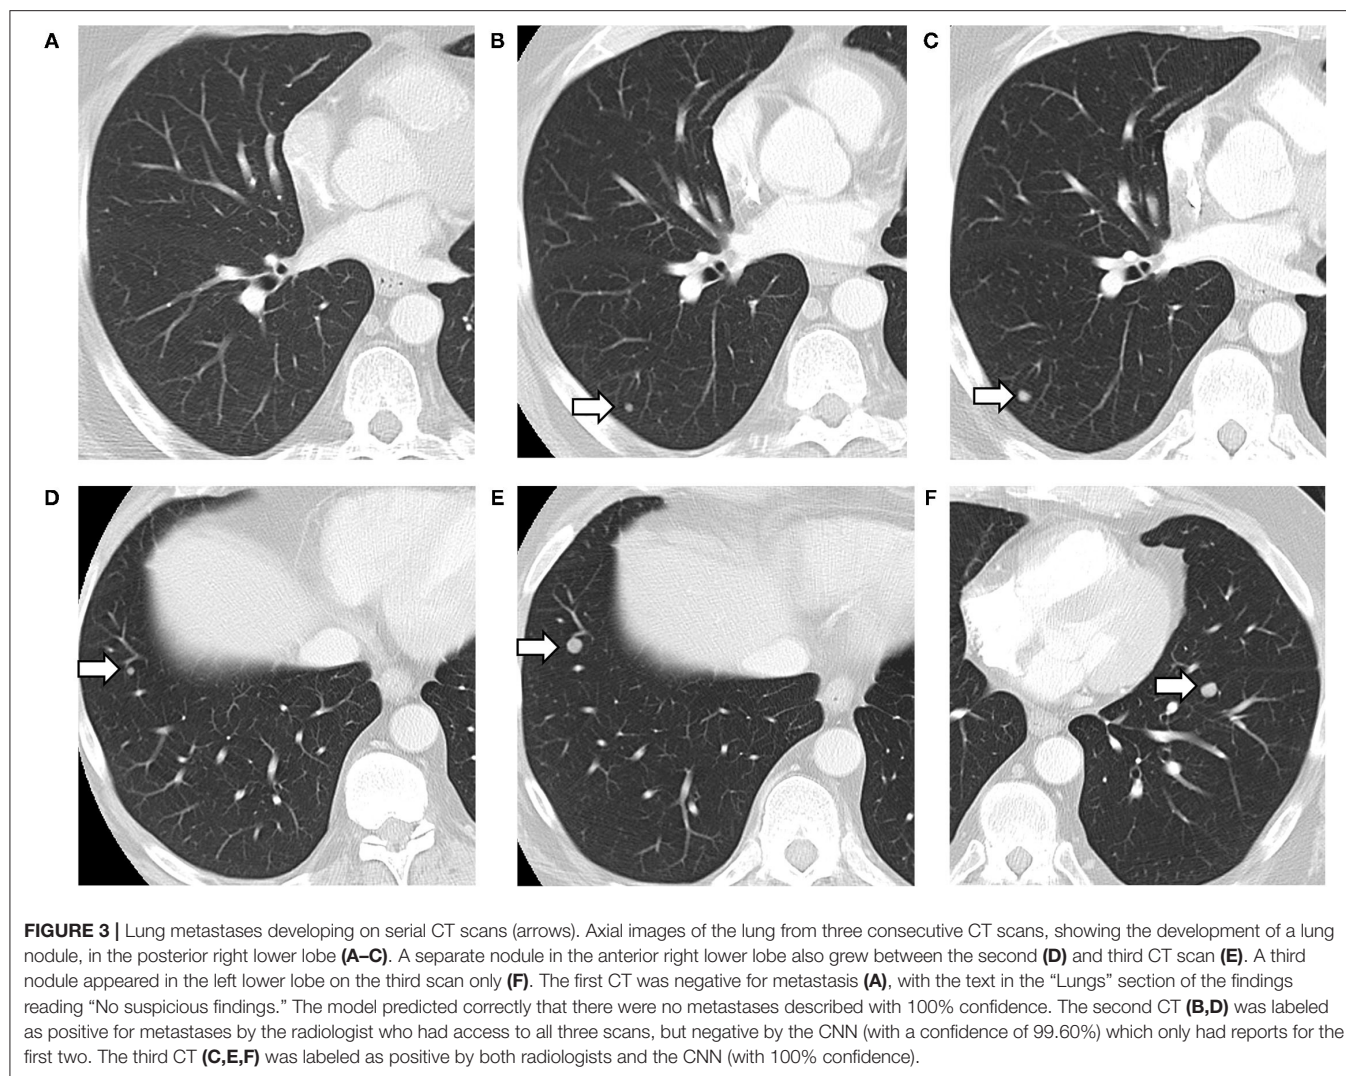 A
B
C
D
E
F
FIGURE 3 | Lung metastases developing on serial CT scans (arrows). Axial images of the lung from three consecutive CT scans, showing the development of a lung
nodule, in the posterior right lower lobe (A–C). A separate nodule in the anterior right lower lobe also grew between the second (D) and third CT scan (E). A third
nodule appeared in the left lower lobe on the third scan only (F). The first CT was negative for metastasis (A), with the text in the “Lungs” section of the findings
reading “No suspicious findings.” The model predicted correctly that there were no metastases described with 100% confidence. The second CT (B,D) was labeled
as positive for metastases by the radiologist who had access to all three scans, but negative by the CNN (with a confidence of 99.60%) which only had reports for the
first two. The third CT (C,E,F) was labeled as positive by both radiologists and the CNN (with 100% confidence).